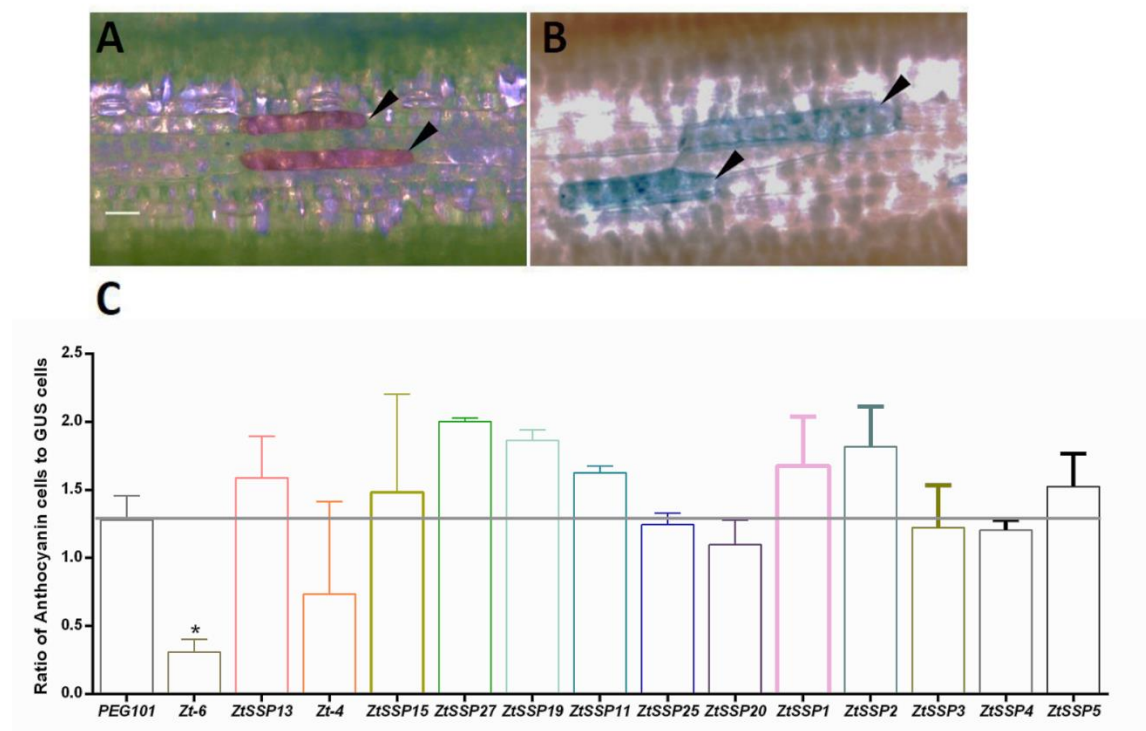 A B
C
Ratio of Anthocyanin cells to GUS cells
2.5
2.0
1.5
1.0
0.5
0.0
*
PEG101 Zt-6 ZtSSP13 Zt-4 ZtSSP15 ZtSSP27 ZtSSP19 ZtSSP11 ZtSSP25 ZtSSP20 ZtSSP1 ZtSSP2 ZtSSP3 ZtSSP4 ZtSSP5